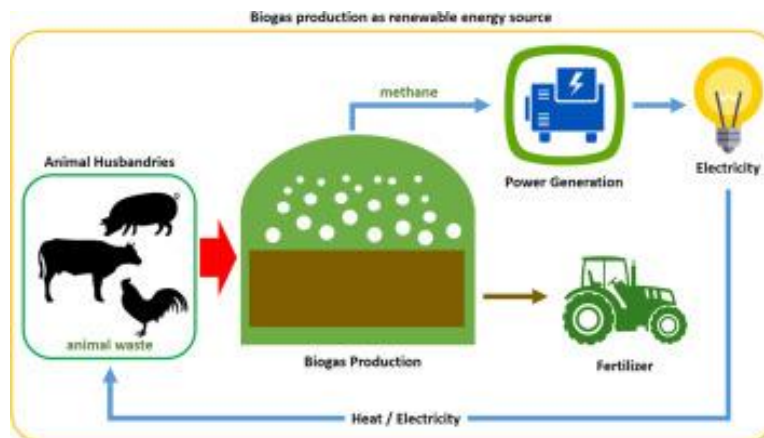 Biogas production as renewable energy source
methane
Animal Husbandries
Power Generation
Electricity
animal waste
Biogas Production
Fertilizer
Heat / Electricity